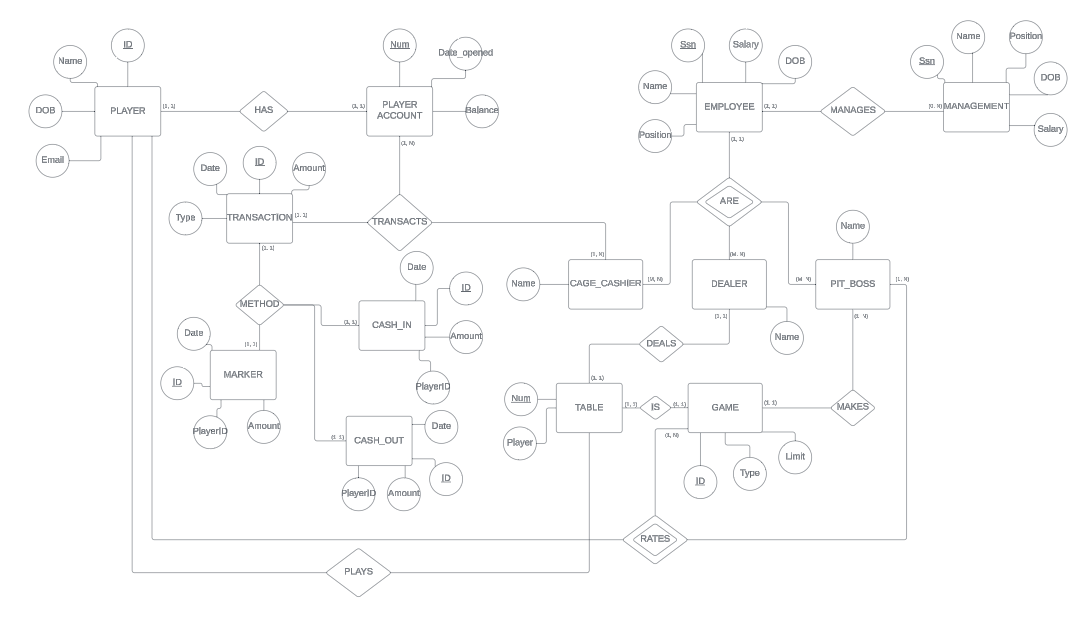 ID
Num
Date_opened
Name
Ssn
Salary
DOB
Name
Position
Ssn
Name
DOB
PLAYER
(0, 1)
HAS
(1, 1)
PLAYER
ACCOUNT
Balance
Name
EMPLOYEE
(1, 1)
MANAGES
MANAGEMENT
DOB
Email
(1, N)
Position
(1, 1)
Salary
Date
ID
Amount
Type
TRANSACTION
(1, 1)
TRANSACTS
ARE
Name
(1, 1)
Date
(1, N)
(M, N)
(M, N)
(M, N)
(1, N)
ID
Name
CAGE_CASHIER
DEALER
PIT_BOSS
METHOD
(1, 1)
CASH_IN
Amount
(1, 1)
(1, N)
Date
(1, 1)
DEALS
Name
ID
MARKER
PlayerID
(1, 1)
Num
TABLE
IS
(1, 1)
GAME
(1, 1)
MAKES
PlayerID
Amount
(1, 1)
CASH_OUT
Date
Player
(1, N)
Limit
ID
Type
ID
PlayerID
Amount
RATES
PLAYS